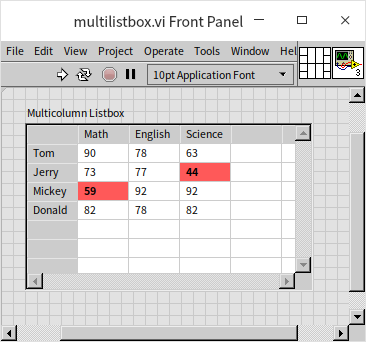 multilistbox.vi Front Panel
File Edit View Project Operate Tools Window Hel
10pt Application Font
3
Multicolumn Listbox
Math English Science
Tom 90 78 63
Jerry 73 77 44
Mickey 59 92 92
Donald 82 78 82